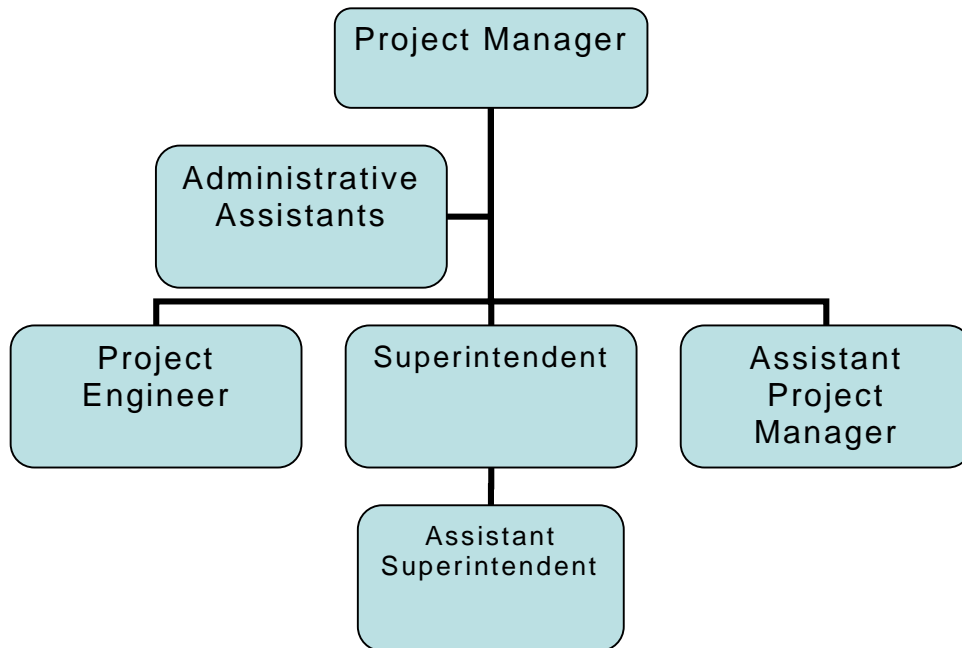 Project Manager
Administrative
Assistants
Project
Engineer
Superintendent
Assistant
Project
Manager
Assistant
Superintendent